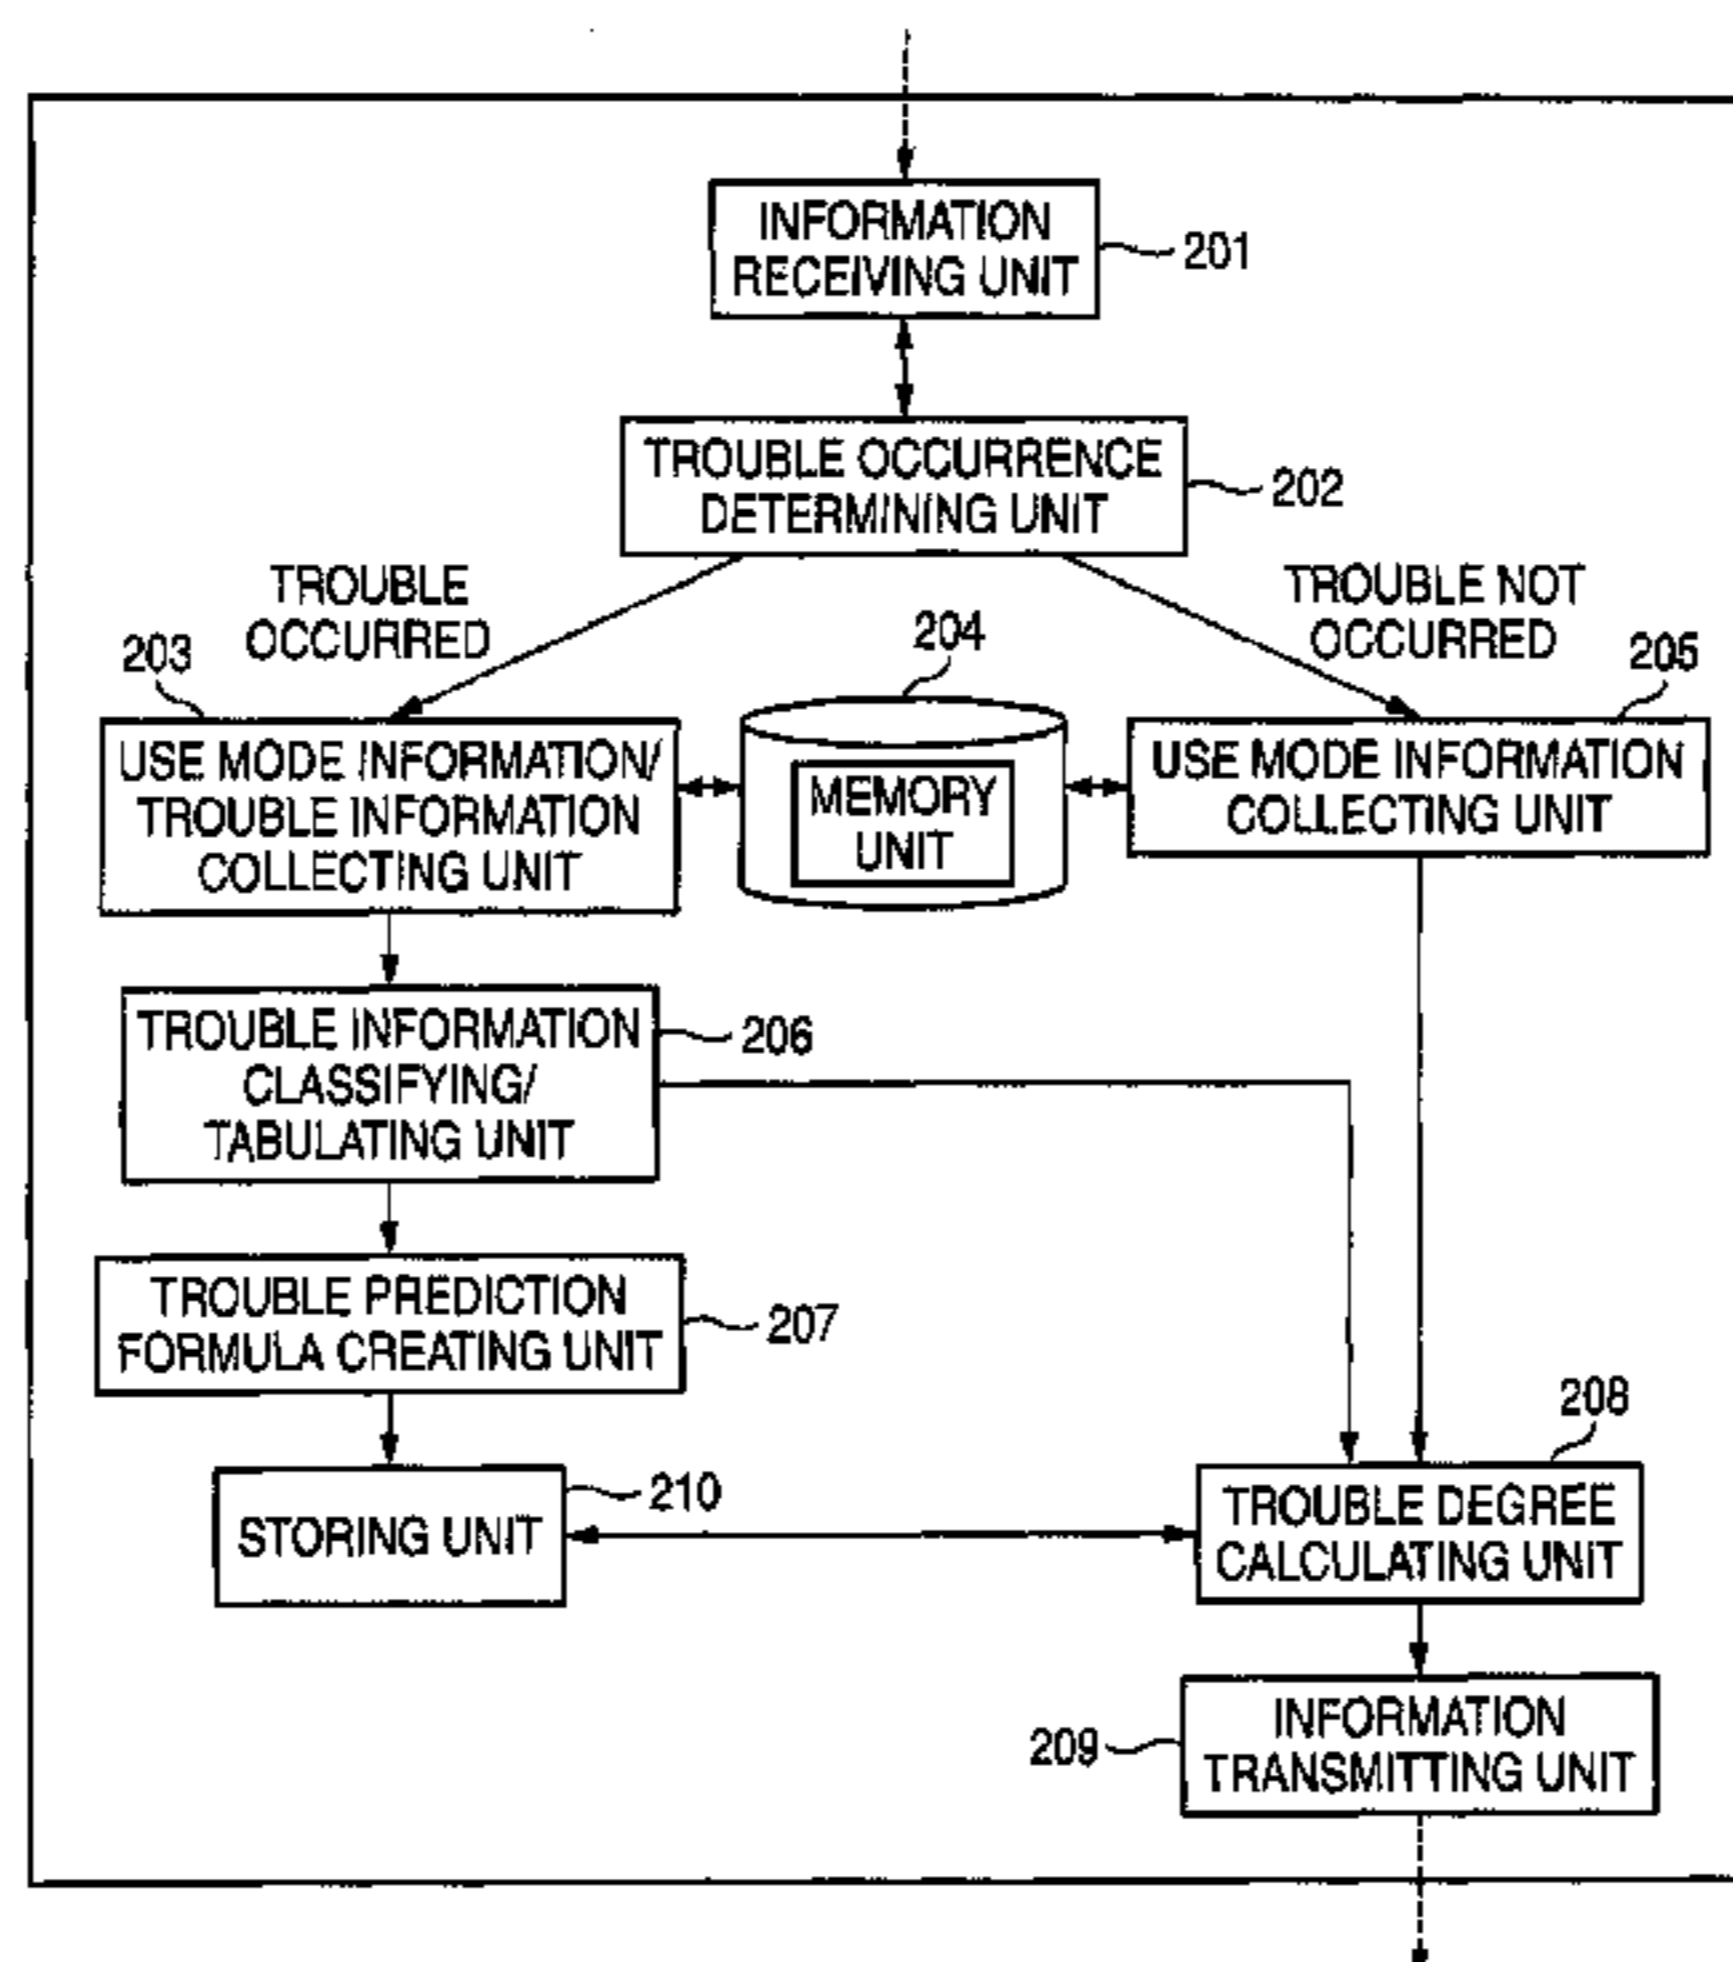 INFORMATION
RECEIVING UNIT
201
TROUBLE OCCURRENCE
DETERMINING UNIT
202
TROUBLE
OCCURRED
TROUBLE NOT
OCCURRED
203
204
205
USE MODE INFORMATION/
TROUBLE INFORMATION
COLLECTING UNIT
MEMORY
UNIT
USE MODE INFORMATION
COLLECTING UNIT
TROUBLE INFORMATION
CLASSIFYING/
TABULATING UNIT
206
TROUBLE PREDICTION
FORMULA CREATING UNIT
207
208
STORING UNIT
210
TROUBLE DEGREE
CALCULATING UNIT
209
INFORMATION
TRANSMITTING UNIT